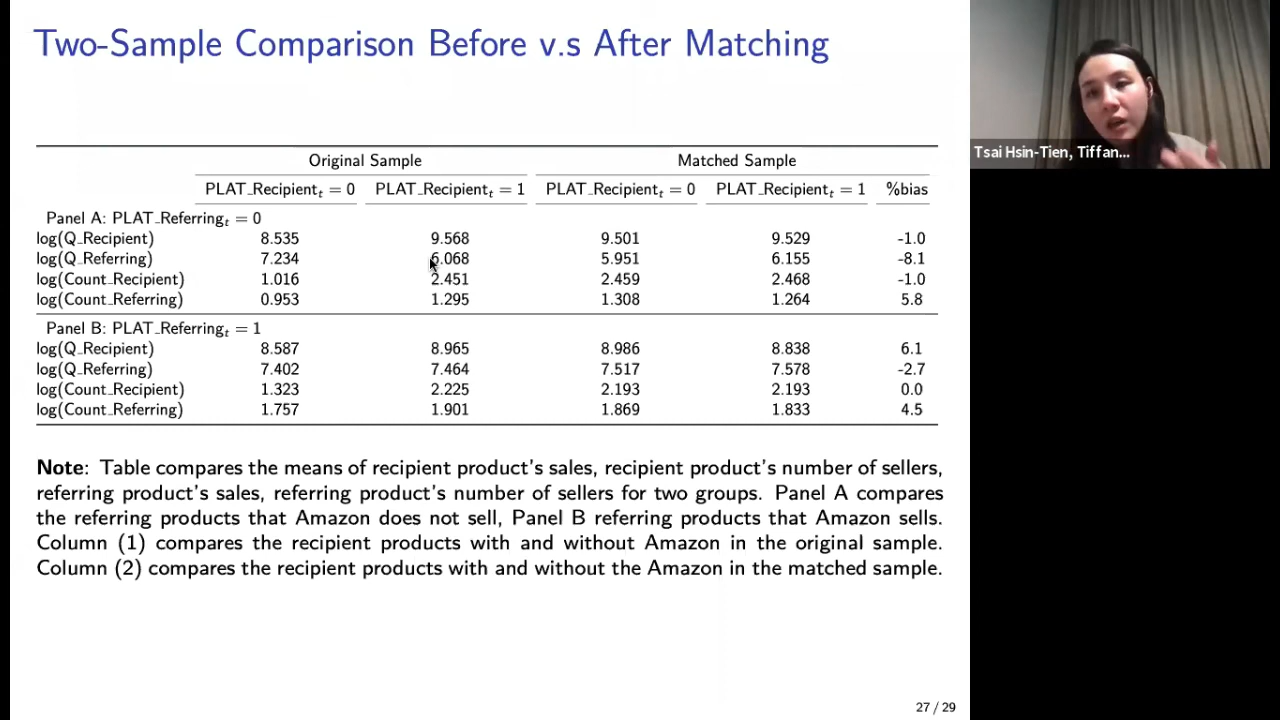 Two-Sample Comparison Before v.s After Matching
Tsai Hsin-Tien, Tiffan...
Original Sample Matched Sample
PLAT_Recipientₜ = 0 PLAT_Recipientₜ = 1 PLAT_Recipientₜ = 0 PLAT_Recipientₜ = 1 %bias
Panel A: PLAT_Referringₜ = 0
log(Q_Recipient) 8.535 9.568 9.501 9.529 -1.0
log(Q_Referring) 7.234 6.068 5.951 6.155 -8.1
log(Count_Recipient) 1.016 2.451 2.459 2.468 -1.0
log(Count_Referring) 0.953 1.295 1.308 1.264 5.8
Panel B: PLAT_Referringₜ = 1
log(Q_Recipient) 8.587 8.965 8.986 8.838 6.1
log(Q_Referring) 7.402 7.464 7.517 7.578 -2.7
log(Count_Recipient) 1.323 2.225 2.193 2.193 0.0
log(Count_Referring) 1.757 1.901 1.869 1.833 4.5
Note: Table compares the means of recipient product's sales, recipient product's number of sellers,
referring product's sales, referring product's number of sellers for two groups. Panel A compares
the referring products that Amazon does not sell, Panel B referring products that Amazon sells.
Column (1) compares the recipient products with and without Amazon in the original sample.
Column (2) compares the recipient products with and without the Amazon in the matched sample.
27 / 29